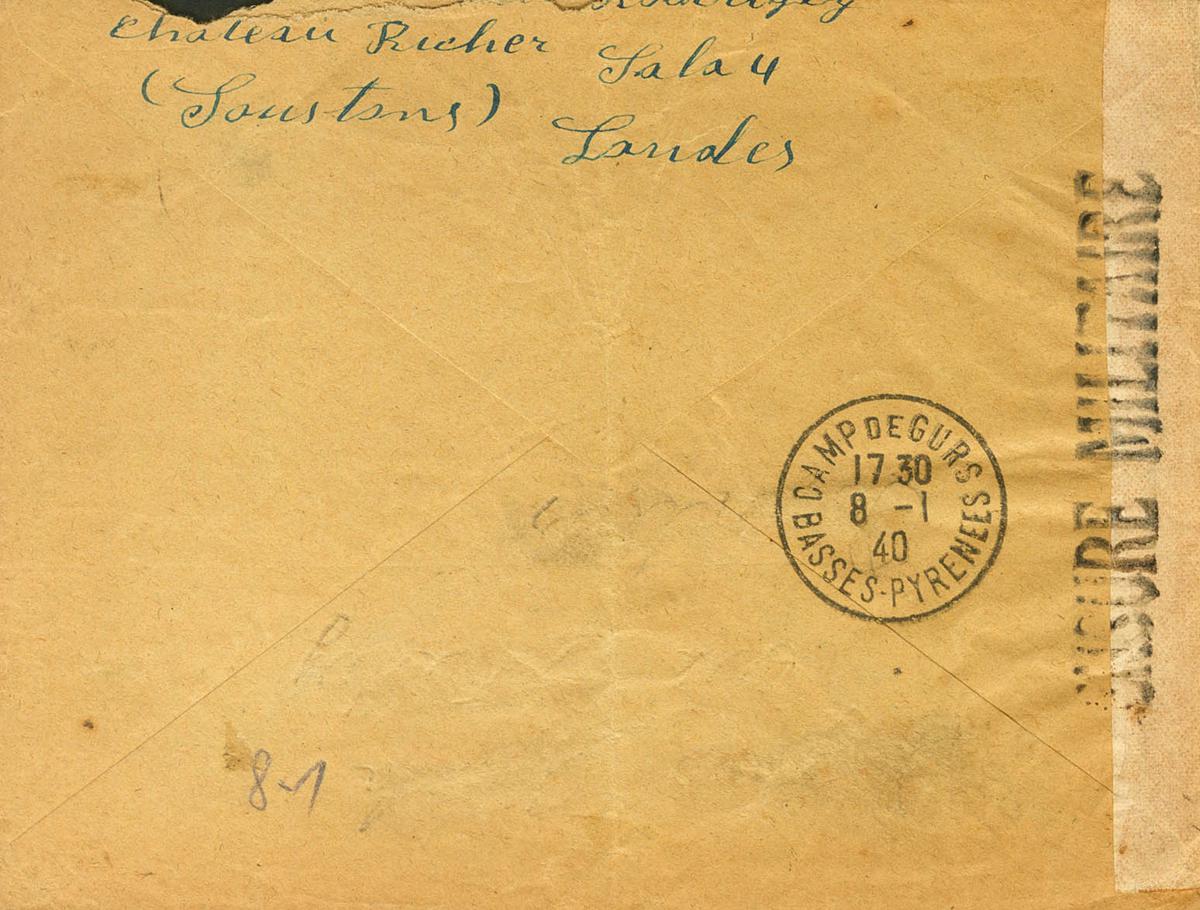 Chateau Richer Sala 4
(Soustons) Landes
CAMP DE GURS
17 30
8 -1
40
BASSES-PYRENEES
MILITAIRE
CENSURE MILITAIRE
8-1